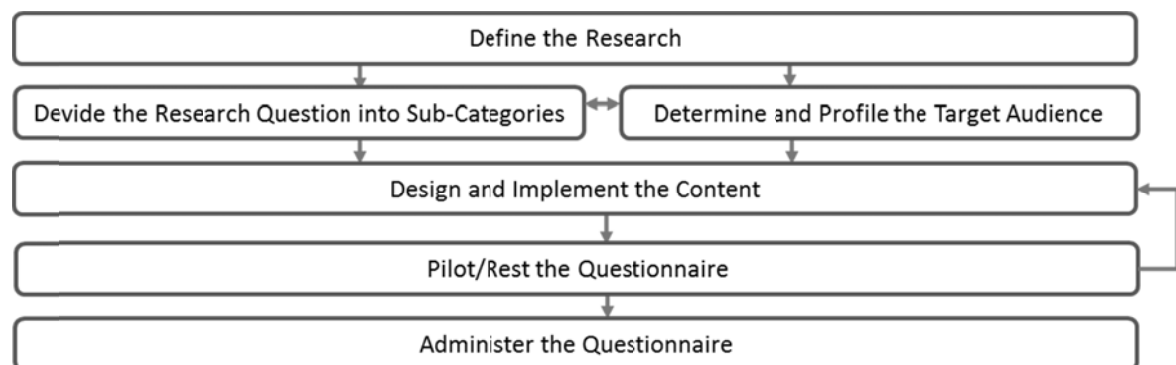 Define the Research
Devide the Research Question into Sub-Categories
Determine and Profile the Target Audience
Design and Implement the Content
Pilot/Rest the Questionnaire
Administer the Questionnaire